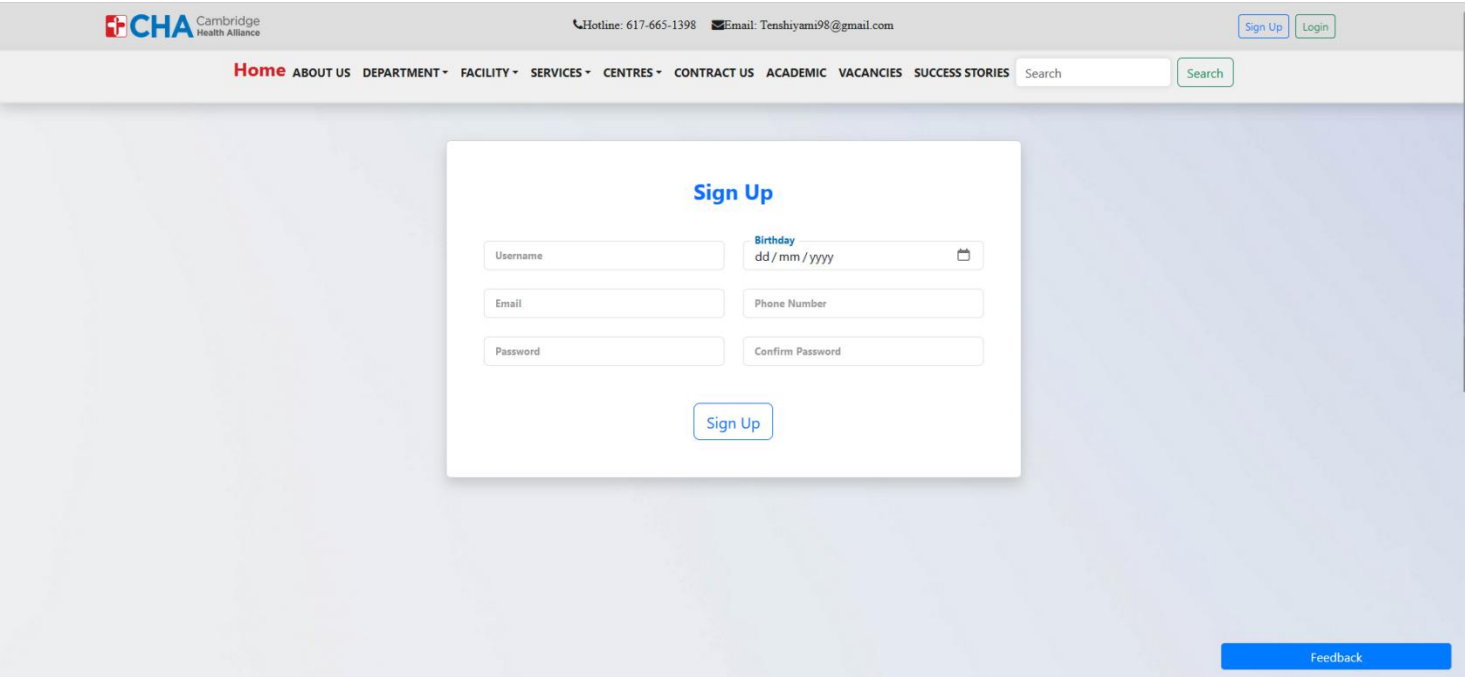 CHA Cambridge
Health Alliance
Hotline: 617-665-1398 Email: Tenshiyami98@gmail.com
Sign Up Login
Home ABOUT US DEPARTMENT FACILITY SERVICES CENTRES CONTRACT US ACADEMIC VACANCIES SUCCESS STORIES Search Search
Sign Up
Username
Birthday
dd/mm/yyyy
Email
Phone Number
Password
Confirm Password
Sign Up
Feedback